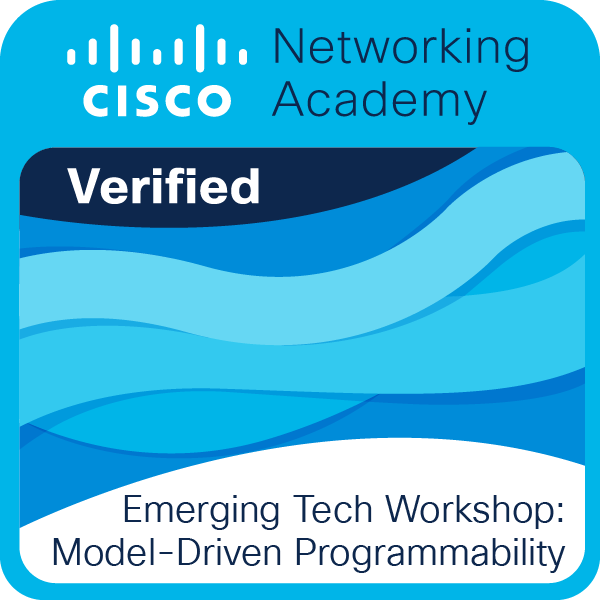 CISCO
Networking
Academy
Verified
Emerging Tech Workshop:
Model-Driven Programmability